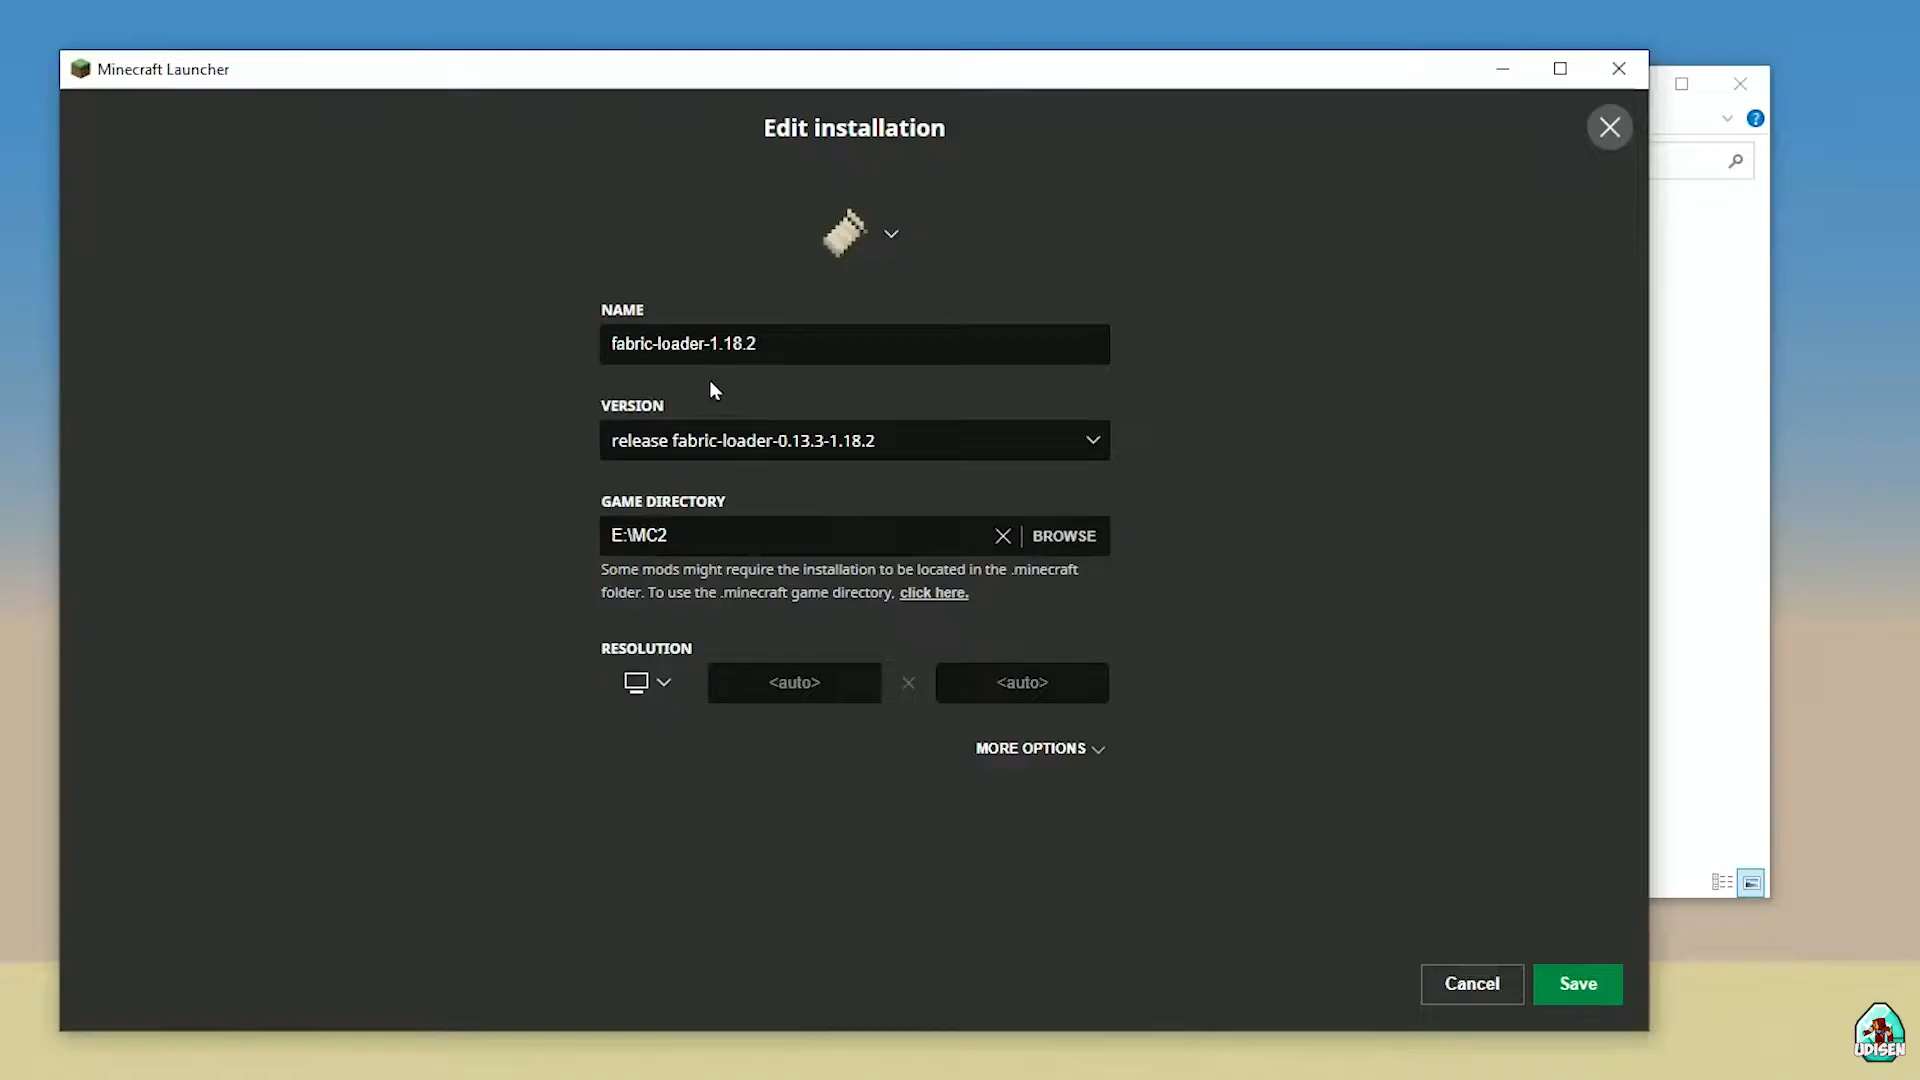 Minecraft Launcher
Edit installation
NAME
fabric-loader-1.18.2
VERSION
release fabric-loader-0.13.3-1.18.2
GAME DIRECTORY
E:\MC2
BROWSE
Some mods might require the installation to be located in the .minecraft
folder. To use the .minecraft game directory, click here.
RESOLUTION
<auto>
<auto>
MORE OPTIONS
Cancel
Save
UDISEN